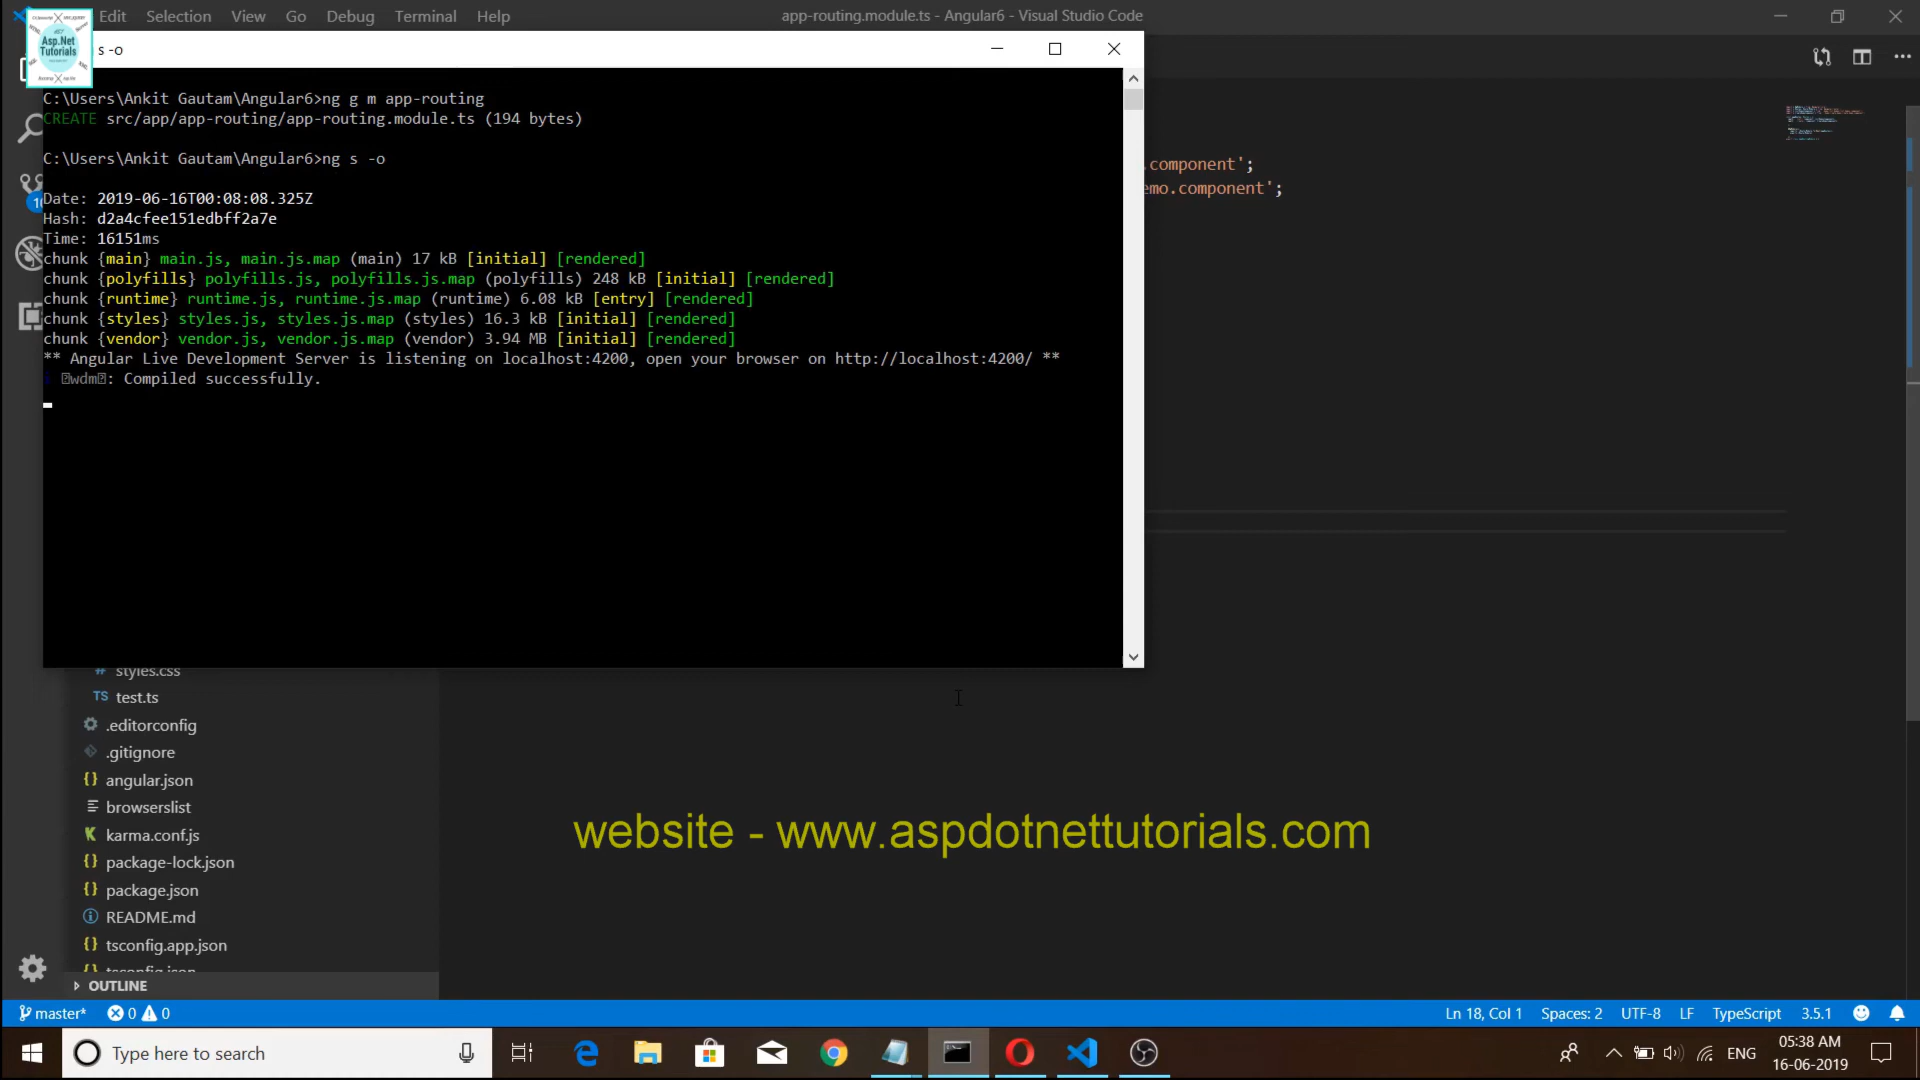 Edit Selection View Go Debug Terminal Help
app-routing.module.ts - Angular6 - Visual Studio Code
Asp.Net
Tutorials
s -o
C:\Users\Ankit Gautam\Angular6>ng g m app-routing
CREATE src/app/app-routing/app-routing.module.ts (194 bytes)
C:\Users\Ankit Gautam\Angular6>ng s -o
.component';
emo.component';
Date: 2019-06-16T00:08:08.325Z
Hash: d2a4cfee151edbff2a7e
Time: 16151ms
chunk {main} main.js, main.js.map (main) 17 kB [initial] [rendered]
chunk {polyfills} polyfills.js, polyfills.js.map (polyfills) 248 kB [initial] [rendered]
chunk {runtime} runtime.js, runtime.js.map (runtime) 6.08 kB [entry] [rendered]
chunk {styles} styles.js, styles.js.map (styles) 16.3 kB [initial] [rendered]
chunk {vendor} vendor.js, vendor.js.map (vendor) 3.94 MB [initial] [rendered]
** Angular Live Development Server is listening on localhost:4200, open your browser on http://localhost:4200/ **
i wdm: Compiled successfully.
# styles.css
TS test.ts
.editorconfig
.gitignore
{} angular.json
browserslist
K karma.conf.js
{} package-lock.json
{} package.json
README.md
{} tsconfig.app.json
{} tsconfig.json
OUTLINE
website - www.aspdotnettutorials.com
master* 0 0
Ln 18, Col 1 Spaces: 2 UTF-8 LF TypeScript 3.5.1
Type here to search
ENG
05:38 AM
16-06-2019